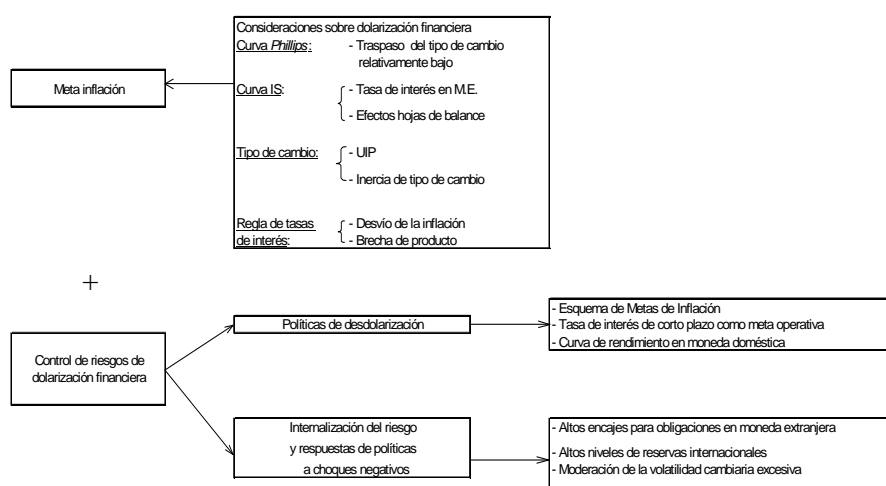 Consideraciones sobre dolarización financiera
Curva Phillips: - Traspaso del tipo de cambio
relativamente bajo
Meta inflación
Curva IS: - Tasa de interés en M.E.
- Efectos hojas de balance
Tipo de cambio: - UIP
- Inercia de tipo de cambio
Regla de tasas - Desvío de la inflación
de interés: - Brecha de producto
+
Políticas de desdolarización
- Esquema de Metas de Inflación
- Tasa de interés de corto plazo como meta operativa
- Curva de rendimiento en moneda doméstica
Control de riesgos de
dolarización financiera
Internalización del riesgo
y respuestas de políticas
a choques negativos
- Altos encajes para obligaciones en moneda extranjera
- Altos niveles de reservas internacionales
- Moderación de la volatilidad cambiaria excesiva